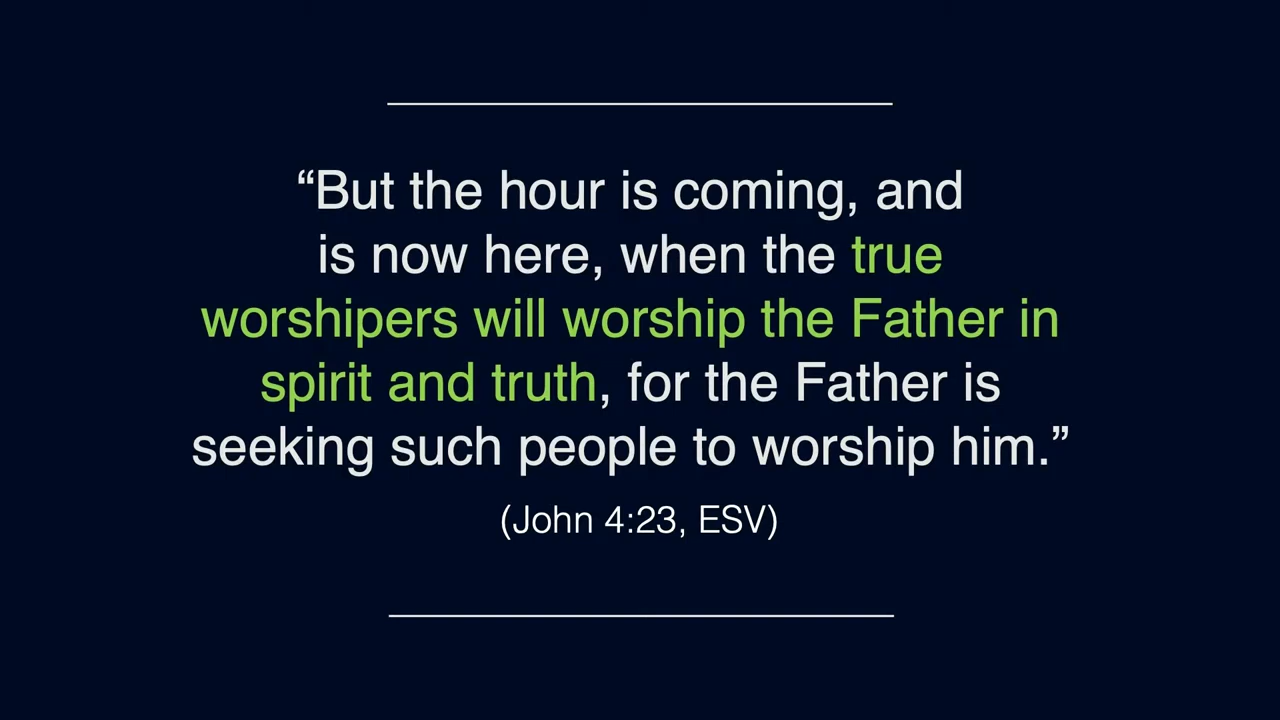 “But the hour is coming, and
is now here, when the true
worshipers will worship the Father in
spirit and truth, for the Father is
seeking such people to worship him.”
(John 4:23, ESV)